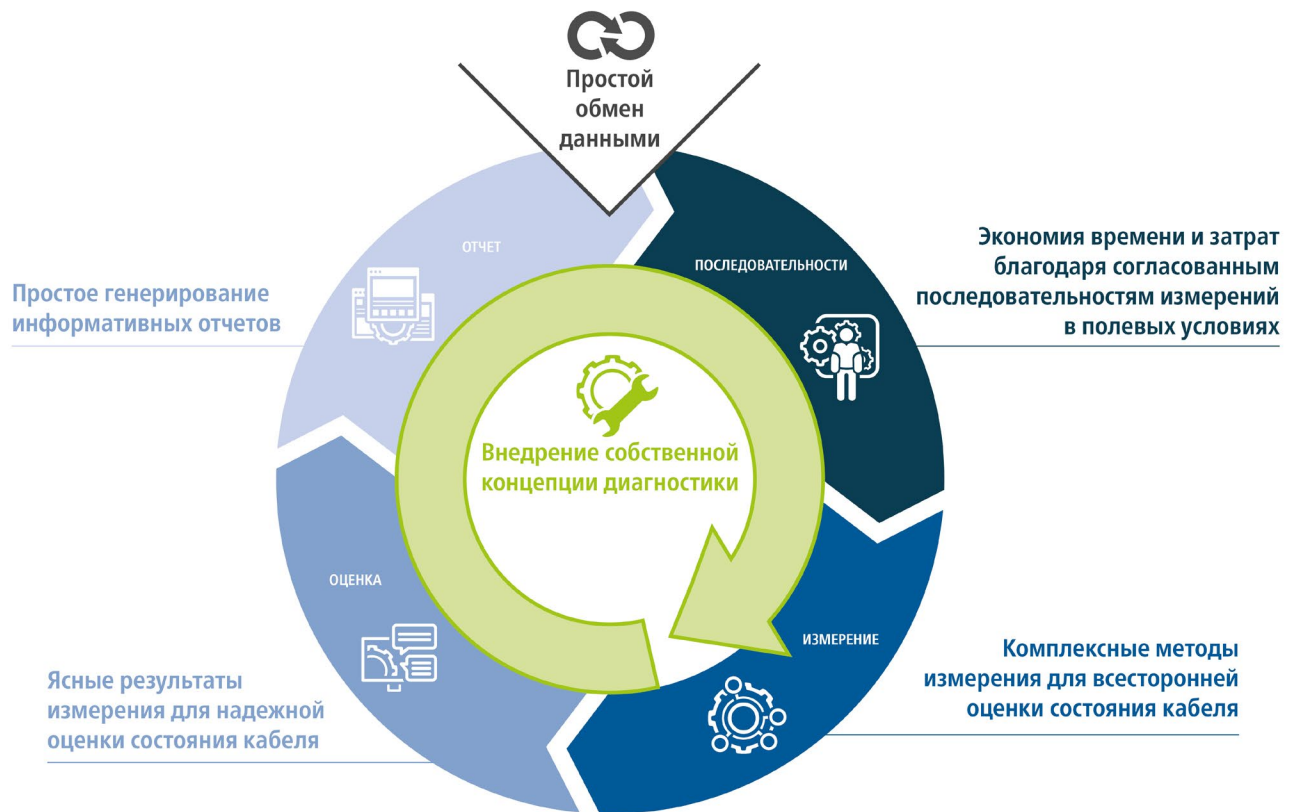 Простой
обмен
данными
ОТЧЕТ
ПОСЛЕДОВАТЕЛЬНОСТИ
Экономия времени и затрат
благодаря согласованным
последовательностям измерений
в полевых условиях
Простое генерирование
информативных отчетов
Внедрение собственной
концепции диагностики
ОЦЕНКА
ИЗМЕРЕНИЕ
Комплексные методы
измерения для всесторонней
оценки состояния кабеля
Ясные результаты
измерения для надежной
оценки состояния кабеля